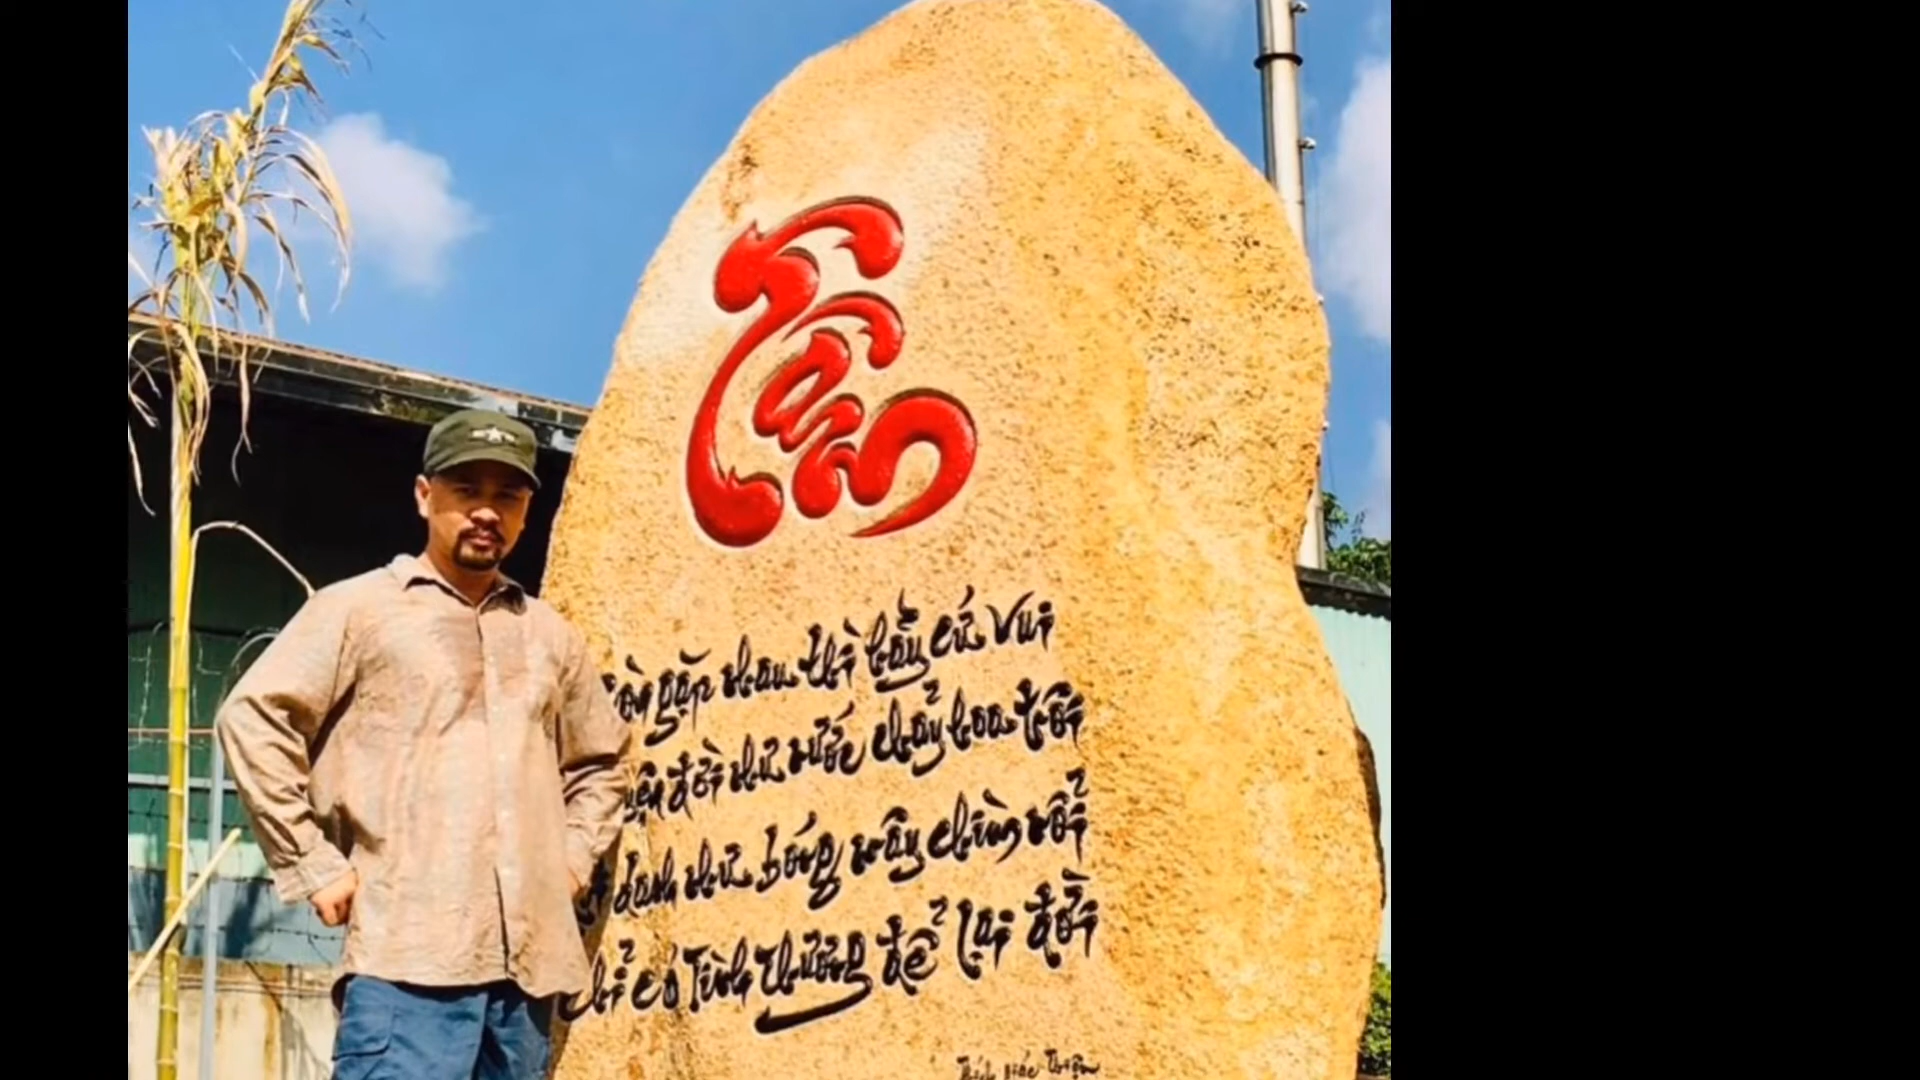 Tâm
Còn gặp nhau thì hãy cứ vui
đời như nước chảy hoa trôi
danh như bóng mây chìm nổi
Chỉ có Tình Thương để lại đời